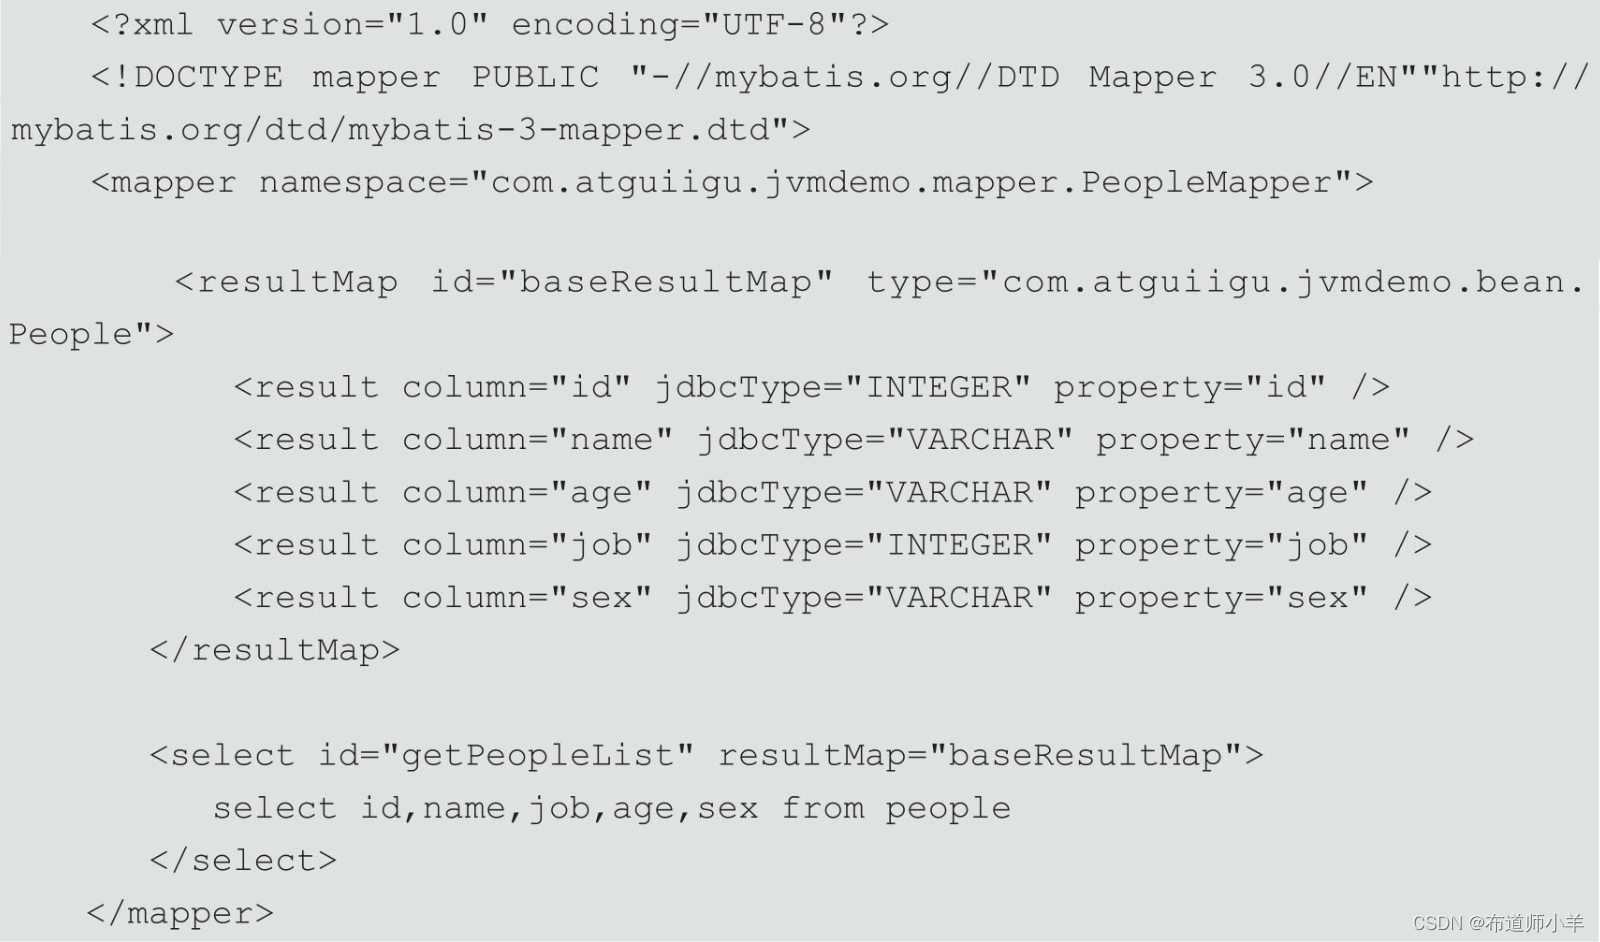 <?xml version="1.0" encoding="UTF-8"?>
<!DOCTYPE mapper PUBLIC "-//mybatis.org//DTD Mapper 3.0//EN""http://
mybatis.org/dtd/mybatis-3-mapper.dtd">
<mapper namespace="com.atguiigu.jvmdemo.mapper.PeopleMapper">
<resultMap id="baseResultMap" type="com.atguiigu.jvmdemo.bean.
People">
<result column="id" jdbcType="INTEGER" property="id" />
<result column="name" jdbcType="VARCHAR" property="name" />
<result column="age" jdbcType="VARCHAR" property="age" />
<result column="job" jdbcType="INTEGER" property="job" />
<result column="sex" jdbcType="VARCHAR" property="sex" />
</resultMap>
<select id="getPeopleList" resultMap="baseResultMap">
select id,name,job,age,sex from people
</select>
</mapper>
CSDN @布道师小羊